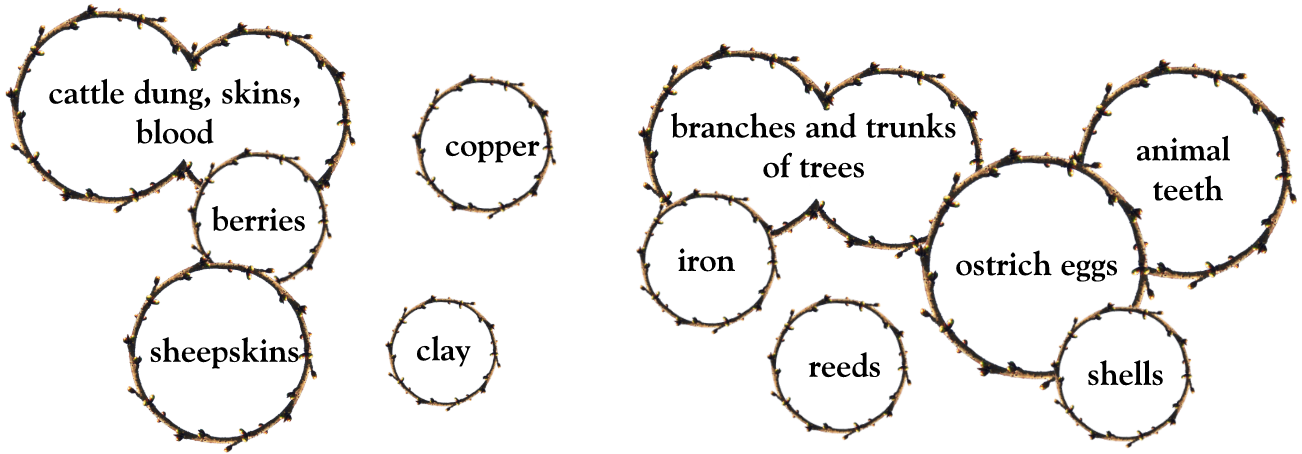 cattle dung, skins,
blood
copper
berries
sheepskins
clay
branches and trunks
of trees
animal
teeth
iron
ostrich eggs
reeds
shells